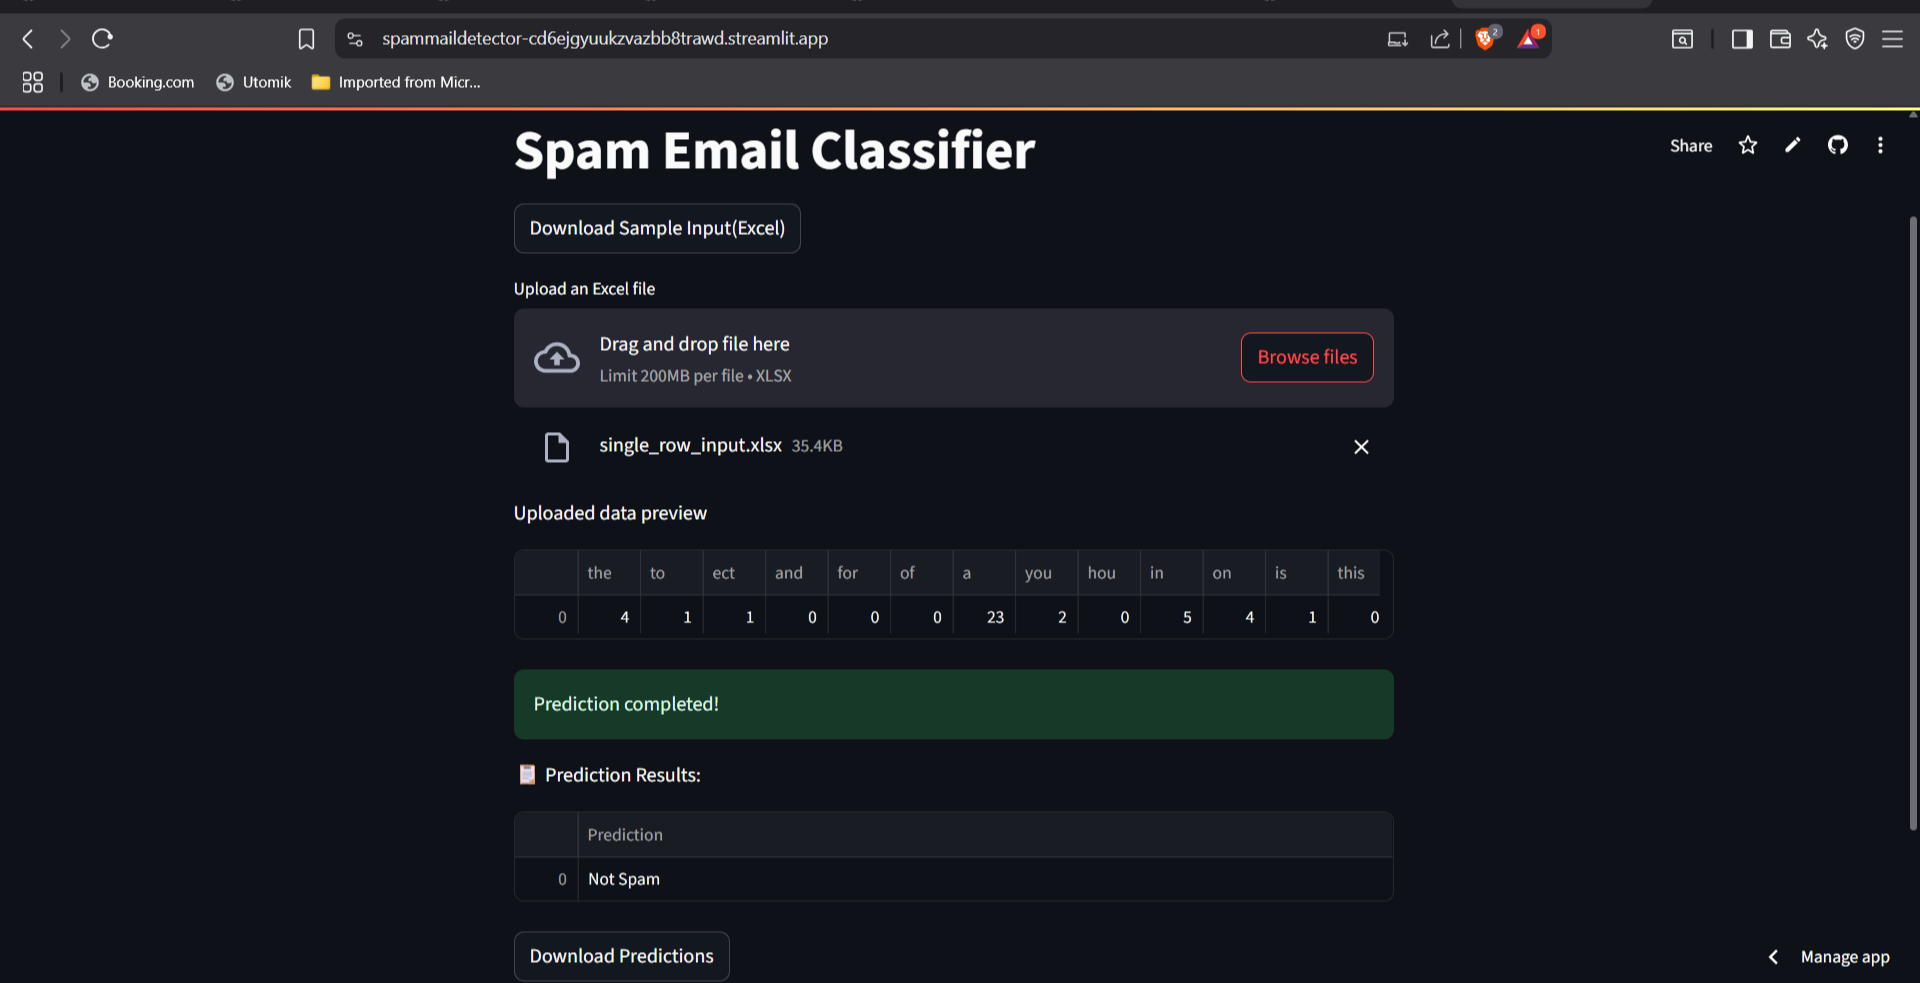 spammaildetector-cd6ejgyuukzvazbb8trawd.streamlit.app
2
1
Booking.com Utomik Imported from Micr...
Share
Spam Email Classifier
Download Sample Input(Excel)
Upload an Excel file
Drag and drop file here
Limit 200MB per file • XLSX
Browse files
single_row_input.xlsx 35.4KB
Uploaded data preview
the to ect and for of a you hou in on is this
0 4 1 1 0 0 0 23 2 0 5 4 1 0
Prediction completed!
📋 Prediction Results:
Prediction
0 Not Spam
Download Predictions
Manage app